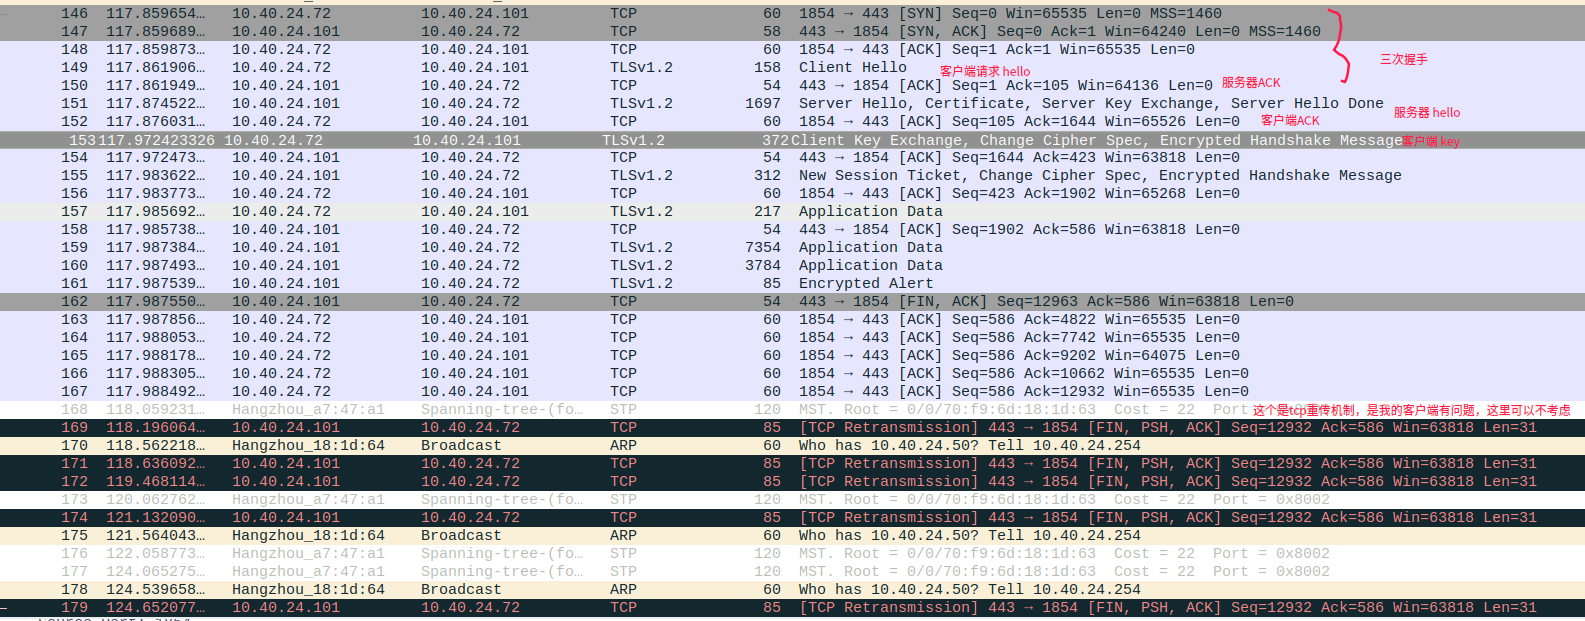 146 117.859654… 10.40.24.72 10.40.24.101 TCP 60 1854 → 443 [SYN] Seq=0 Win=65535 Len=0 MSS=1460
147 117.859689… 10.40.24.101 10.40.24.72 TCP 58 443 → 1854 [SYN, ACK] Seq=0 Ack=1 Win=64240 Len=0 MSS=1460
148 117.859873… 10.40.24.72 10.40.24.101 TCP 60 1854 → 443 [ACK] Seq=1 Ack=1 Win=65535 Len=0
三次握手
149 117.861906… 10.40.24.72 10.40.24.101 TLSv1.2 158 Client Hello 客户端请求 hello
150 117.861949… 10.40.24.101 10.40.24.72 TCP 54 443 → 1854 [ACK] Seq=1 Ack=105 Win=64136 Len=0 服务器ACK
151 117.874522… 10.40.24.101 10.40.24.72 TLSv1.2 1697 Server Hello, Certificate, Server Key Exchange, Server Hello Done 服务器 hello
152 117.876031… 10.40.24.72 10.40.24.101 TCP 60 1854 → 443 [ACK] Seq=105 Ack=1644 Win=65526 Len=0 客户端ACK
153 117.972423326 10.40.24.72 10.40.24.101 TLSv1.2 372 Client Key Exchange, Change Cipher Spec, Encrypted Handshake Message 客户端 key
154 117.972473… 10.40.24.101 10.40.24.72 TCP 54 443 → 1854 [ACK] Seq=1644 Ack=423 Win=63818 Len=0
155 117.983622… 10.40.24.101 10.40.24.72 TLSv1.2 312 New Session Ticket, Change Cipher Spec, Encrypted Handshake Message
156 117.983773… 10.40.24.72 10.40.24.101 TCP 60 1854 → 443 [ACK] Seq=423 Ack=1902 Win=65268 Len=0
157 117.985692… 10.40.24.72 10.40.24.101 TLSv1.2 217 Application Data
158 117.985738… 10.40.24.101 10.40.24.72 TCP 54 443 → 1854 [ACK] Seq=1902 Ack=586 Win=63818 Len=0
159 117.987384… 10.40.24.101 10.40.24.72 TLSv1.2 7354 Application Data
160 117.987493… 10.40.24.101 10.40.24.72 TLSv1.2 3784 Application Data
161 117.987539… 10.40.24.101 10.40.24.72 TLSv1.2 85 Encrypted Alert
162 117.987550… 10.40.24.101 10.40.24.72 TCP 54 443 → 1854 [FIN, ACK] Seq=12963 Ack=586 Win=63818 Len=0
163 117.987856… 10.40.24.72 10.40.24.101 TCP 60 1854 → 443 [ACK] Seq=586 Ack=4822 Win=65535 Len=0
164 117.988053… 10.40.24.72 10.40.24.101 TCP 60 1854 → 443 [ACK] Seq=586 Ack=7742 Win=65535 Len=0
165 117.988178… 10.40.24.72 10.40.24.101 TCP 60 1854 → 443 [ACK] Seq=586 Ack=9202 Win=64075 Len=0
166 117.988305… 10.40.24.72 10.40.24.101 TCP 60 1854 → 443 [ACK] Seq=586 Ack=10662 Win=65535 Len=0
167 117.988492… 10.40.24.72 10.40.24.101 TCP 60 1854 → 443 [ACK] Seq=586 Ack=12932 Win=65535 Len=0
168 118.059231… Hangzhou_a7:47:a1 Spanning-tree-(fo… STP 120 MST. Root = 0/0/70:f9:6d:18:1d:63 Cost = 22 Port 这个是tcp重传机制，是我的客户端有问题，这里可以不考虑
169 118.196064… 10.40.24.101 10.40.24.72 TCP 85 [TCP Retransmission] 443 → 1854 [FIN, PSH, ACK] Seq=12932 Ack=586 Win=63818 Len=31
170 118.562218… Hangzhou_18:1d:64 Broadcast ARP 60 Who has 10.40.24.50? Tell 10.40.24.254
171 118.636092… 10.40.24.101 10.40.24.72 TCP 85 [TCP Retransmission] 443 → 1854 [FIN, PSH, ACK] Seq=12932 Ack=586 Win=63818 Len=31
172 119.468114… 10.40.24.101 10.40.24.72 TCP 85 [TCP Retransmission] 443 → 1854 [FIN, PSH, ACK] Seq=12932 Ack=586 Win=63818 Len=31
173 120.062762… Hangzhou_a7:47:a1 Spanning-tree-(fo… STP 120 MST. Root = 0/0/70:f9:6d:18:1d:63 Cost = 22 Port = 0x8002
174 121.132090… 10.40.24.101 10.40.24.72 TCP 85 [TCP Retransmission] 443 → 1854 [FIN, PSH, ACK] Seq=12932 Ack=586 Win=63818 Len=31
175 121.564043… Hangzhou_18:1d:64 Broadcast ARP 60 Who has 10.40.24.50? Tell 10.40.24.254
176 122.058773… Hangzhou_a7:47:a1 Spanning-tree-(fo… STP 120 MST. Root = 0/0/70:f9:6d:18:1d:63 Cost = 22 Port = 0x8002
177 124.065275… Hangzhou_a7:47:a1 Spanning-tree-(fo… STP 120 MST. Root = 0/0/70:f9:6d:18:1d:63 Cost = 22 Port = 0x8002
178 124.539658… Hangzhou_18:1d:64 Broadcast ARP 60 Who has 10.40.24.50? Tell 10.40.24.254
179 124.652077… 10.40.24.101 10.40.24.72 TCP 85 [TCP Retransmission] 443 → 1854 [FIN, PSH, ACK] Seq=12932 Ack=586 Win=63818 Len=31